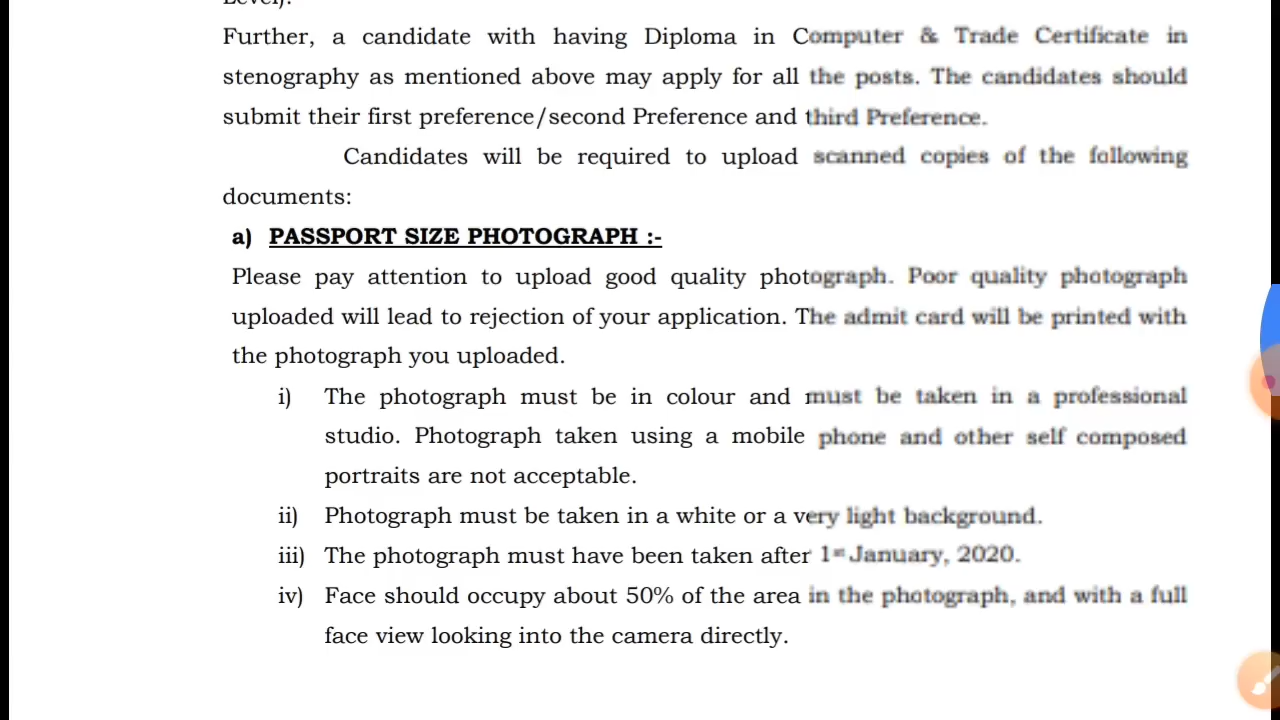 Level).
Further, a candidate with having Diploma in Computer & Trade Certificate in
stenography as mentioned above may apply for all the posts. The candidates should
submit their first preference/second Preference and third Preference.
Candidates will be required to upload scanned copies of the following
documents:
a) PASSPORT SIZE PHOTOGRAPH :-
Please pay attention to upload good quality photograph. Poor quality photograph
uploaded will lead to rejection of your application. The admit card will be printed with
the photograph you uploaded.
i) The photograph must be in colour and must be taken in a professional
studio. Photograph taken using a mobile phone and other self composed
portraits are not acceptable.
ii) Photograph must be taken in a white or a very light background.
iii) The photograph must have been taken after 1st January, 2020.
iv) Face should occupy about 50% of the area in the photograph, and with a full
face view looking into the camera directly.